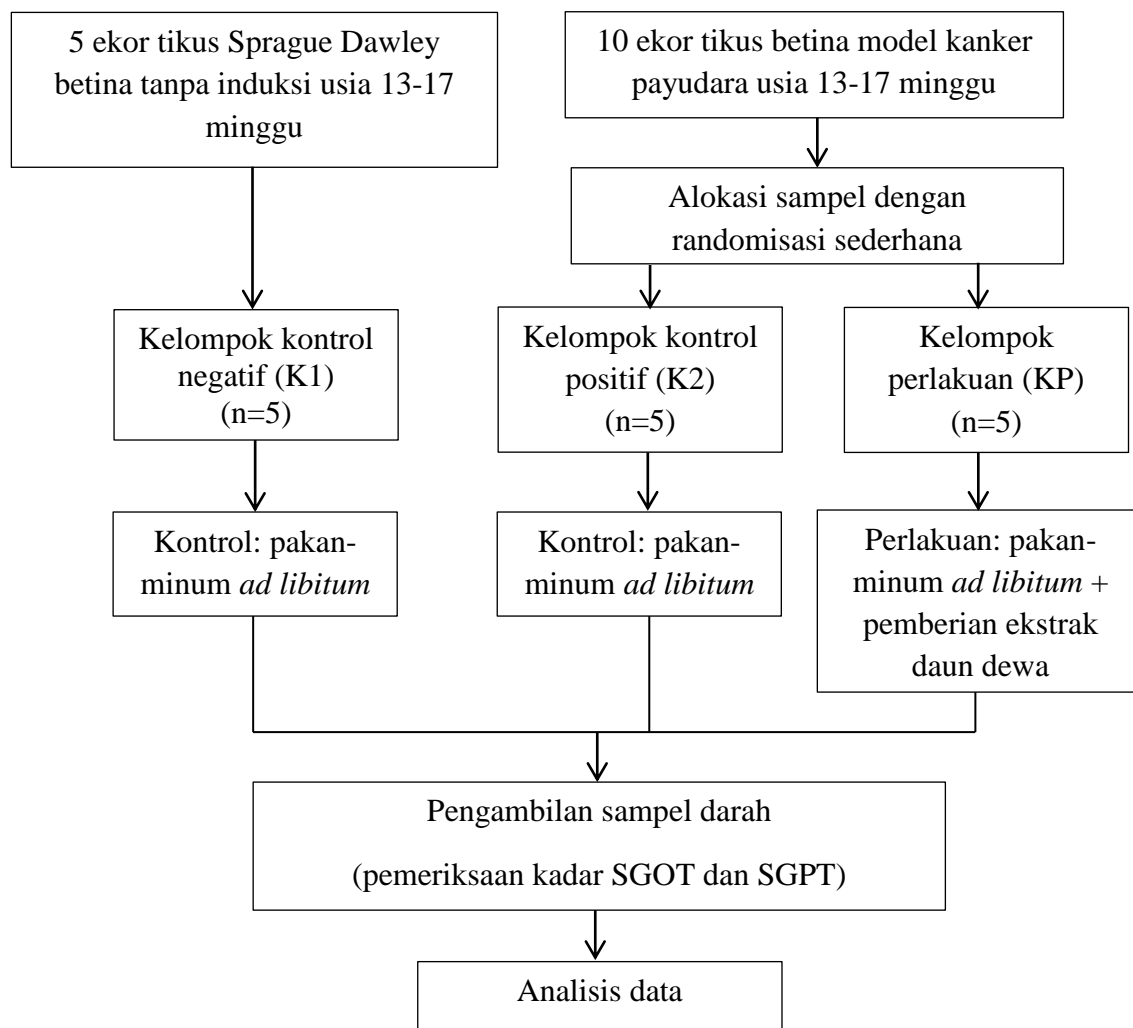 5 ekor tikus Sprague Dawley
betina tanpa induksi usia 13-17
minggu
10 ekor tikus betina model kanker
payudara usia 13-17 minggu
Alokasi sampel dengan
randomisasi sederhana
Kelompok kontrol
negatif (K1)
(n=5)
Kelompok kontrol
positif (K2)
(n=5)
Kelompok
perlakuan (KP)
(n=5)
Kontrol: pakan-
minum ad libitum
Kontrol: pakan-
minum ad libitum
Perlakuan: pakan-
minum ad libitum +
pemberian ekstrak
daun dewa
Pengambilan sampel darah
(pemeriksaan kadar SGOT dan SGPT)
Analisis data